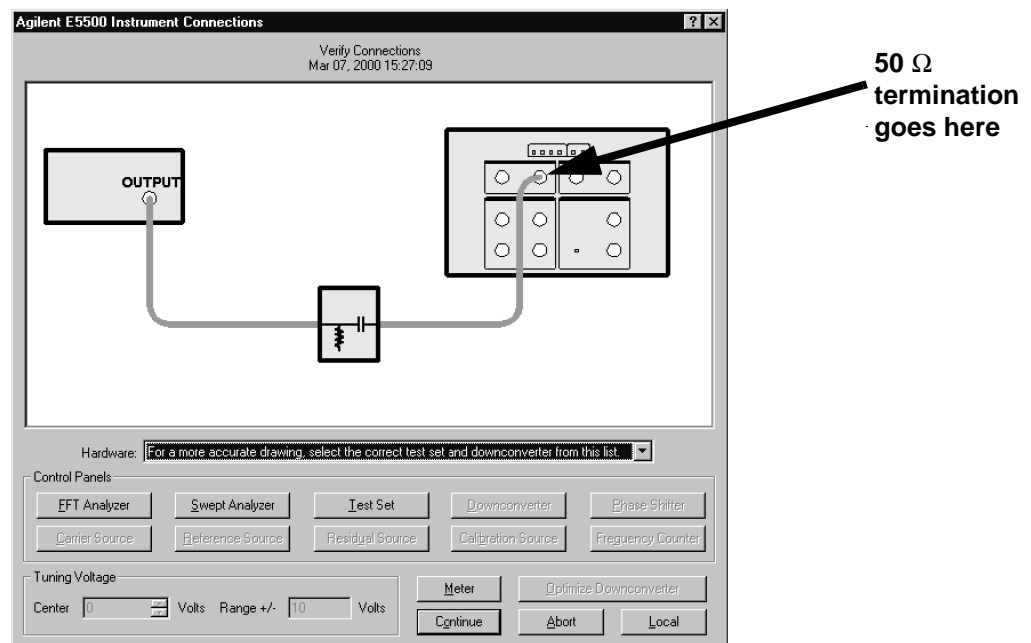 Agilent E5500 Instrument Connections
Verify Connections
Mar 07, 2000 15:27:09
50 Ω
termination
goes here
OUTPUT
Hardware: For a more accurate drawing, select the correct test set and downconverter from this list.
Control Panels
FFT Analyzer Swept Analyzer Test Set Downconverter Phase Shifter
Carrier Source Reference Source Residual Source Calibration Source Frequency Counter
Tuning Voltage
Center 0 Volts Range +/- 10 Volts
Meter Optimize Downconverter
Continue Abort Local